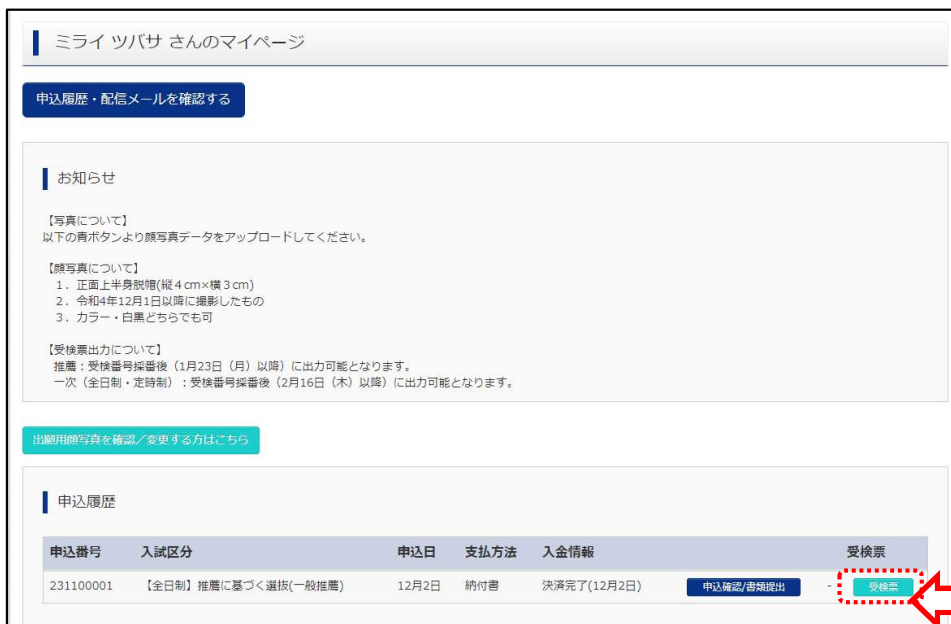 ミライ ツバサ さんのマイページ
申込履歴・配信メールを確認する
お知らせ
【写真について】
以下の青ボタンより顔写真データをアップロードしてください。
【顔写真について】
1．正面上半身脱帽(縦4cm×横3cm)
2．令和4年12月1日以降に撮影したもの
3．カラー・白黒どちらでも可
【受検票出力について】
推薦：受検番号採番後（1月23日（月）以降）に出力可能となります。
一次（全日制・定時制）：受検番号採番後（2月16日（木）以降）に出力可能となります。
出願用顔写真を確認／変更する方はこちら
申込履歴
申込番号 入試区分 申込日 支払方法 入金情報 受検票
231100001 【全日制】推薦に基づく選抜(一般推薦) 12月2日 納付書 決済完了(12月2日) 申込確認/書類提出 - 受検票